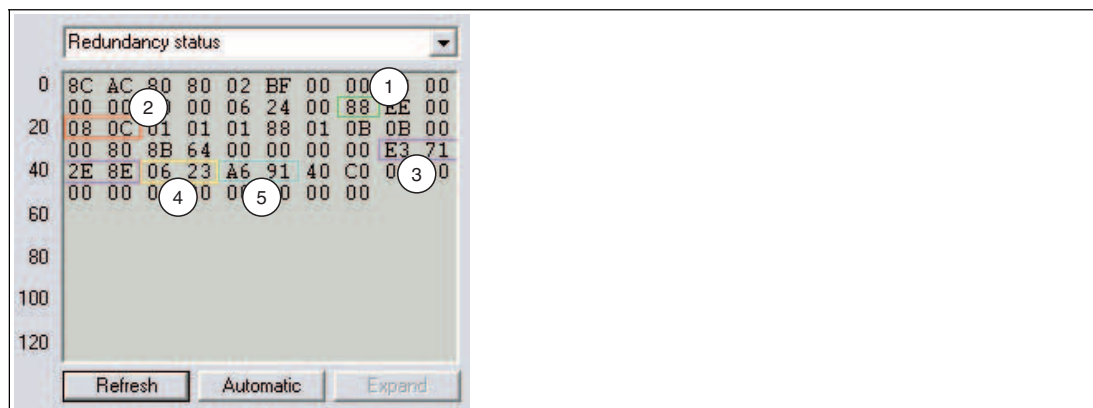 Redundancy status
0 8C AC 80 80 02 BF 00 00 1 00
00 00 2 00 06 24 00 88 EE 00
20 08 0C 01 01 01 88 01 0B 0B 00
00 80 8B 64 00 00 00 00 E3 71
40 2E 8E 06 23 A6 91 40 C0 3
00 00 4 5 00 00
60
80
100
120
Refresh Automatic Expand